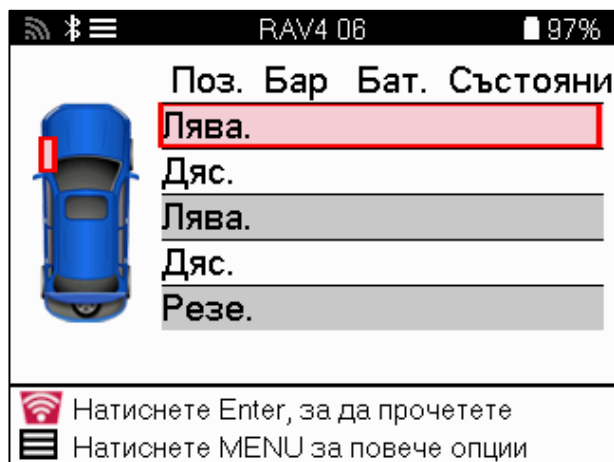 RAV4 06 97%
Поз. Бар Бат. Състояни
Лява.
Дяс.
Лява.
Дяс.
Резе.
Натиснете Enter, за да прочетете
Натиснете MENU за повече опции